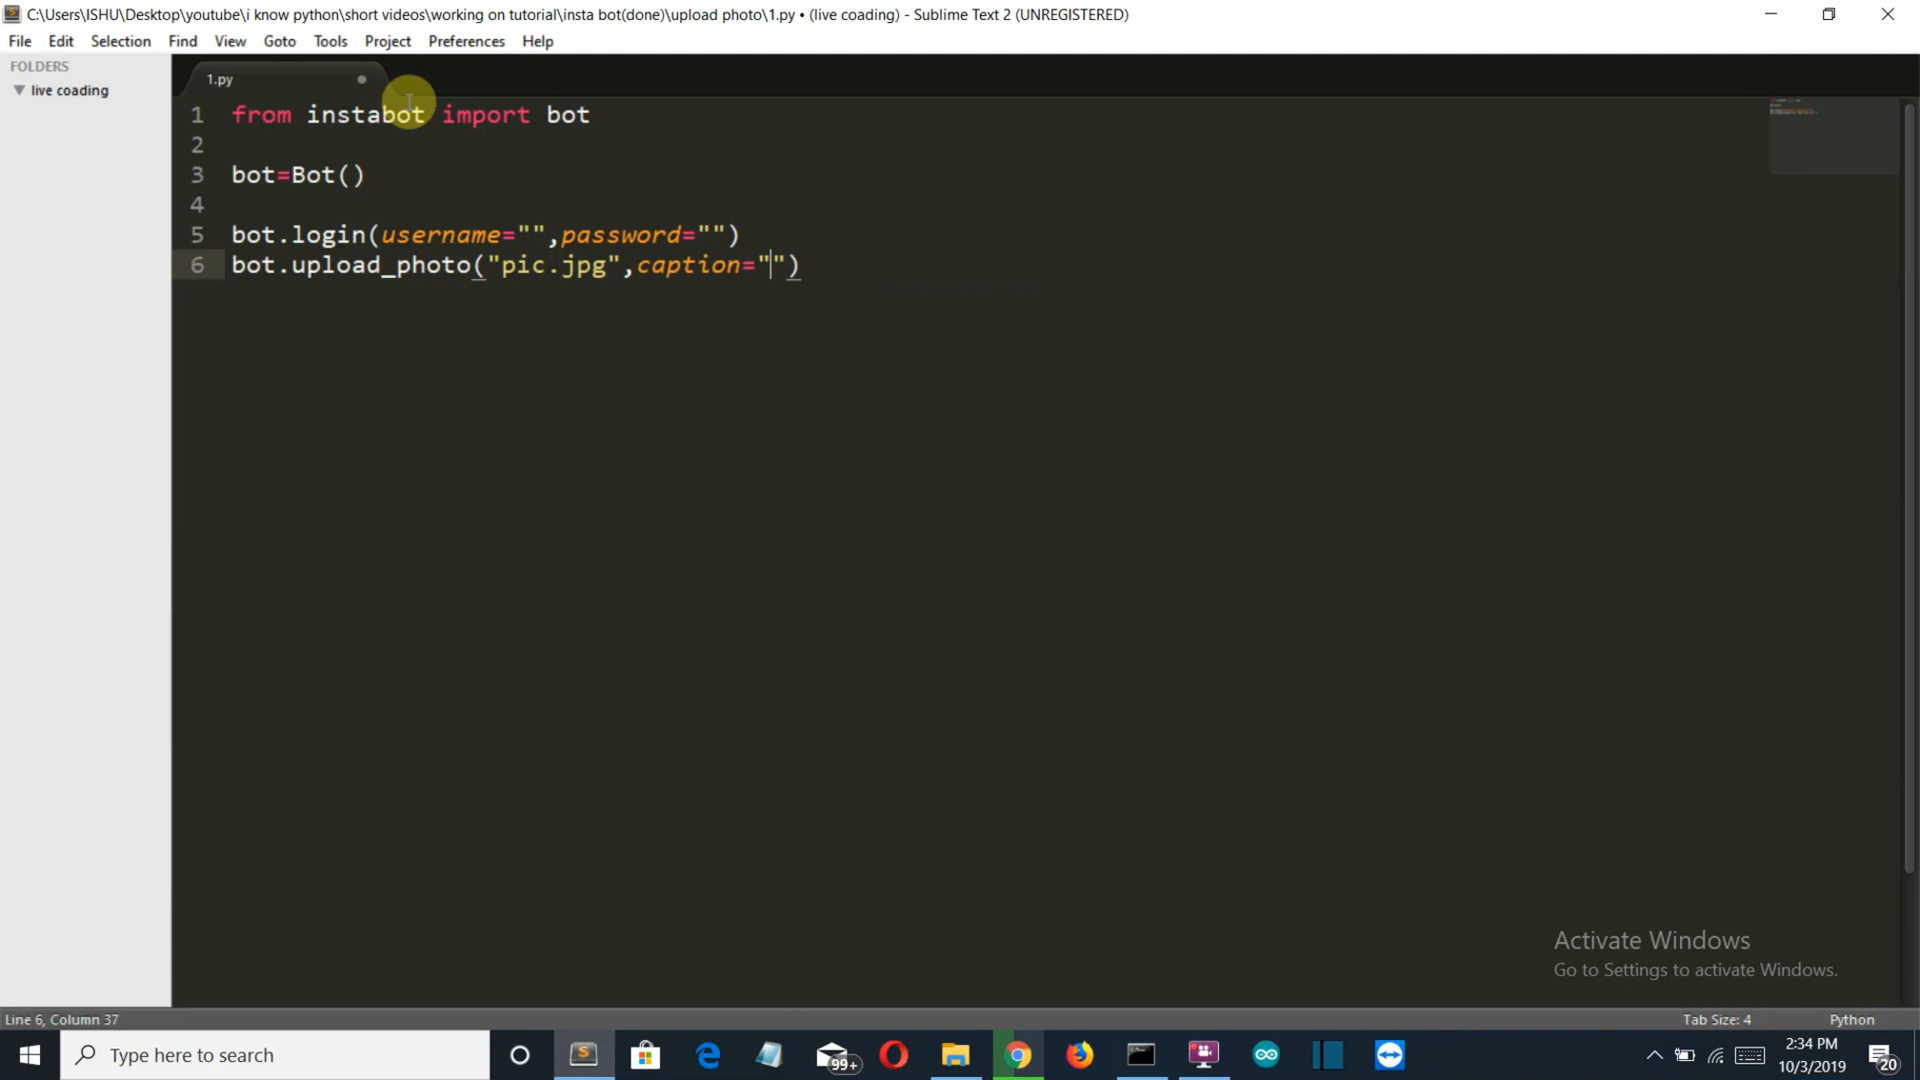 C:\Users\ISHU\Desktop\youtube\i know python\short videos\working on tutorial\insta bot(done)\upload photo\1.py • (live coading) - Sublime Text 2 (UNREGISTERED)
File Edit Selection Find View Goto Tools Project Preferences Help
FOLDERS
live coading
1.py
1 from instabot import bot
2
3 bot=Bot()
4
5 bot.login(username="",password="")
6 bot.upload_photo("pic.jpg",caption="")
Activate Windows
Go to Settings to activate Windows.
Line 6, Column 37
Tab Size: 4
Python
Type here to search
99+
2:34 PM
10/3/2019
20